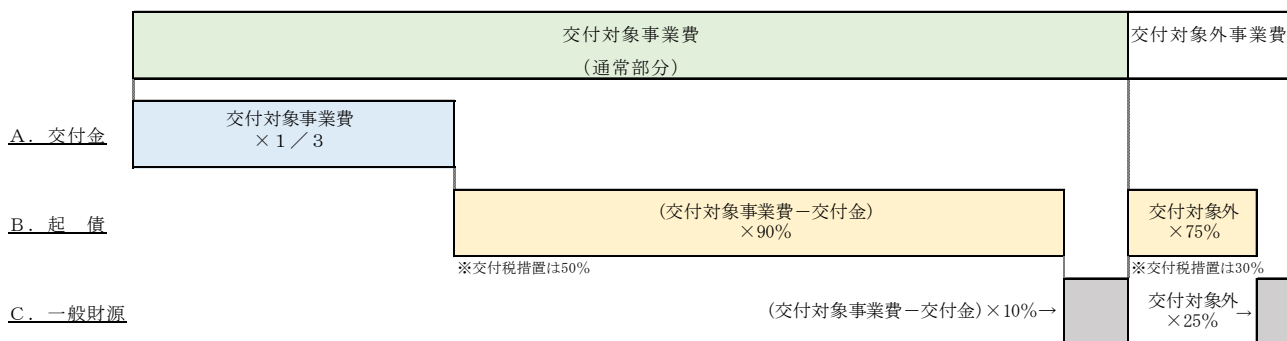 交付対象事業費
(通常部分)
交付対象外事業費
A. 交付金
交付対象事業費
×1/3
B. 起 債
(交付対象事業費-交付金)
×90%
交付対象外
×75%
※交付税措置は50%
※交付税措置は30%
C. 一般財源
(交付対象事業費-交付金)×10%→
交付対象外
×25% →